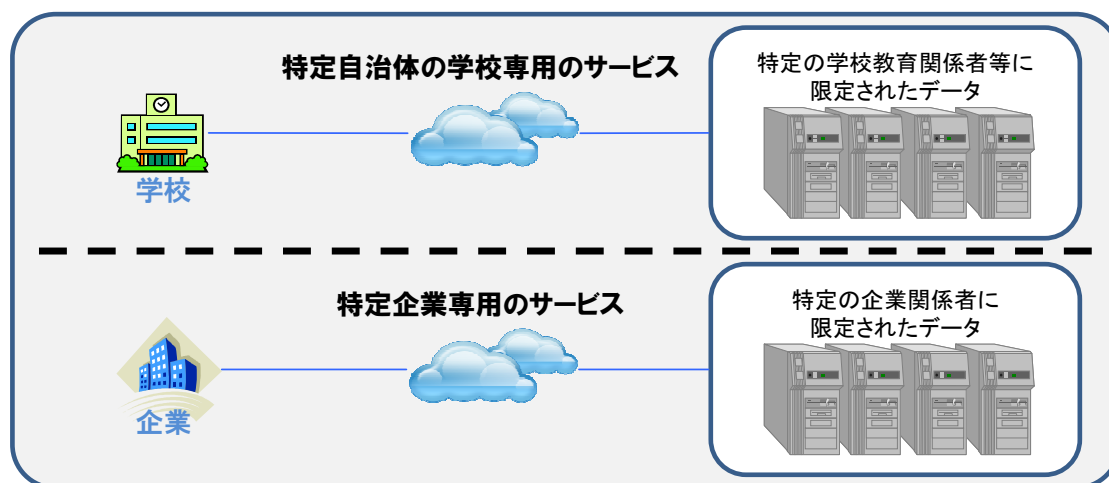 特定自治体の学校専用のサービス
特定の学校教育関係者等に
限定されたデータ
学校
特定企業専用のサービス
特定の企業関係者に
限定されたデータ
企業